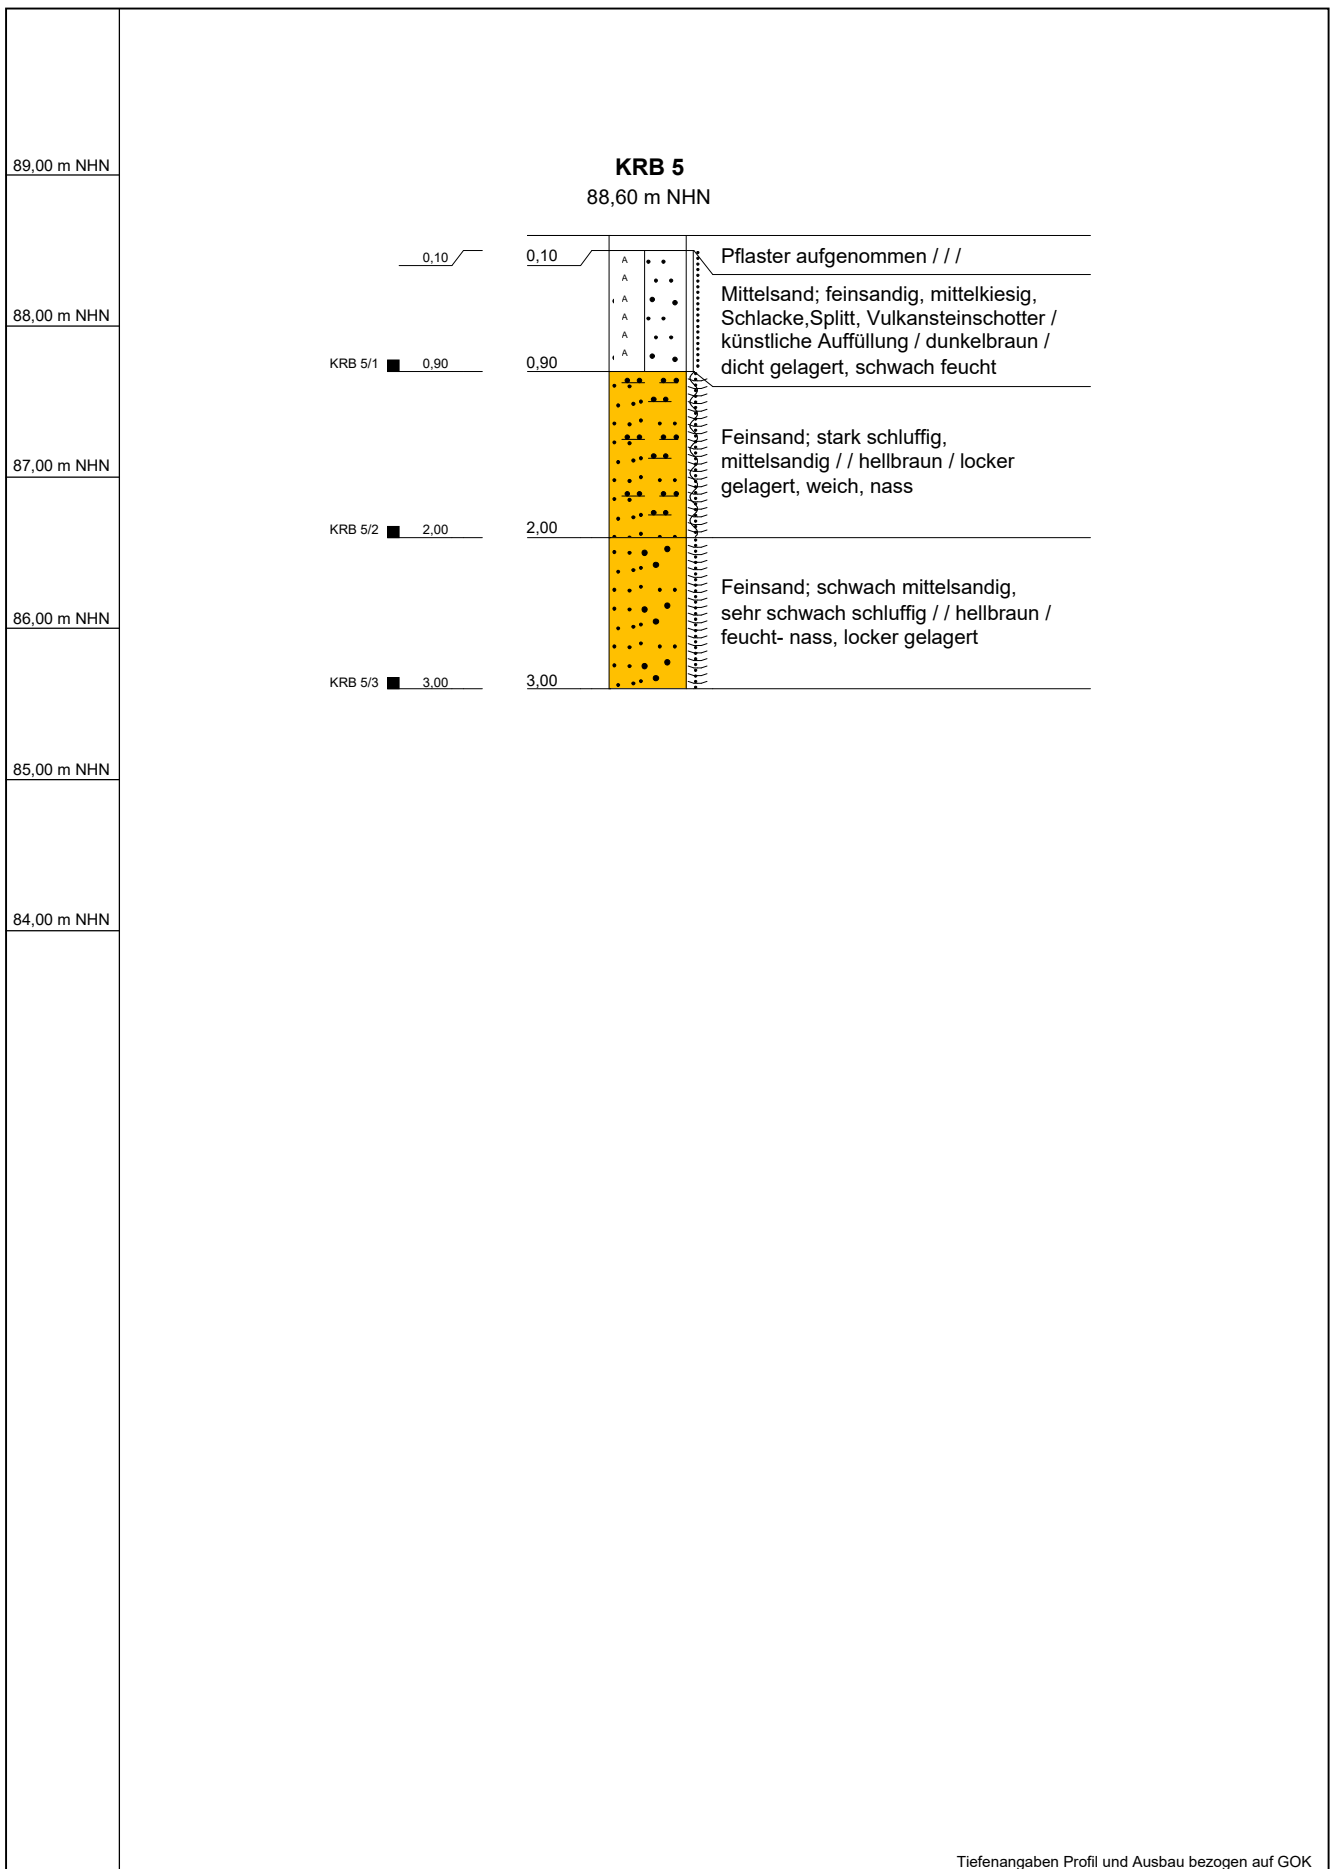 89,00 m NHN
88,00 m NHN
87,00 m NHN
86,00 m NHN
85,00 m NHN
84,00 m NHN
KRB 5
88,60 m NHN
0,10
0,10
Pflaster aufgenommen / / /
A
A
A
A
A
A
Mittelsand; feinsandig, mittelkiesig,
Schlacke,Splitt, Vulkansteinschotter /
künstliche Auffüllung / dunkelbraun /
dicht gelagert, schwach feucht
KRB 5/1 0,90
0,90
Feinsand; stark schluffig,
mittelsandig / / hellbraun / locker
gelagert, weich, nass
KRB 5/2 2,00
2,00
Feinsand; schwach mittelsandig,
sehr schwach schluffig / / hellbraun /
feucht- nass, locker gelagert
KRB 5/3 3,00
3,00
Tiefenangaben Profil und Ausbau bezogen auf GOK